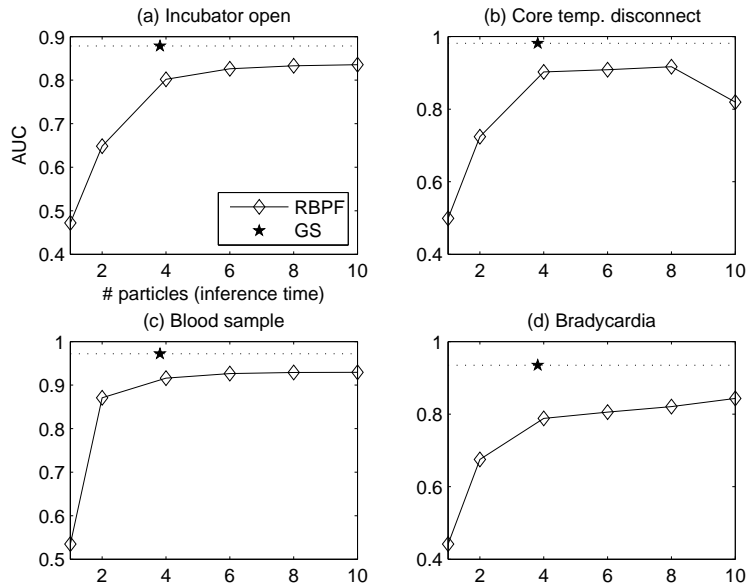 (a) Incubator open
0.9
0.8
0.7
0.6
0.5
0.4
AUC
2 4 6 8 10
# particles (inference time)
RBPF
GS
(b) Core temp. disconnect
1
0.8
0.6
0.4
2 4 6 8 10
(c) Blood sample
1
0.9
0.8
0.7
0.6
0.5
2 4 6 8 10
(d) Bradycardia
1
0.8
0.6
0.4
2 4 6 8 10